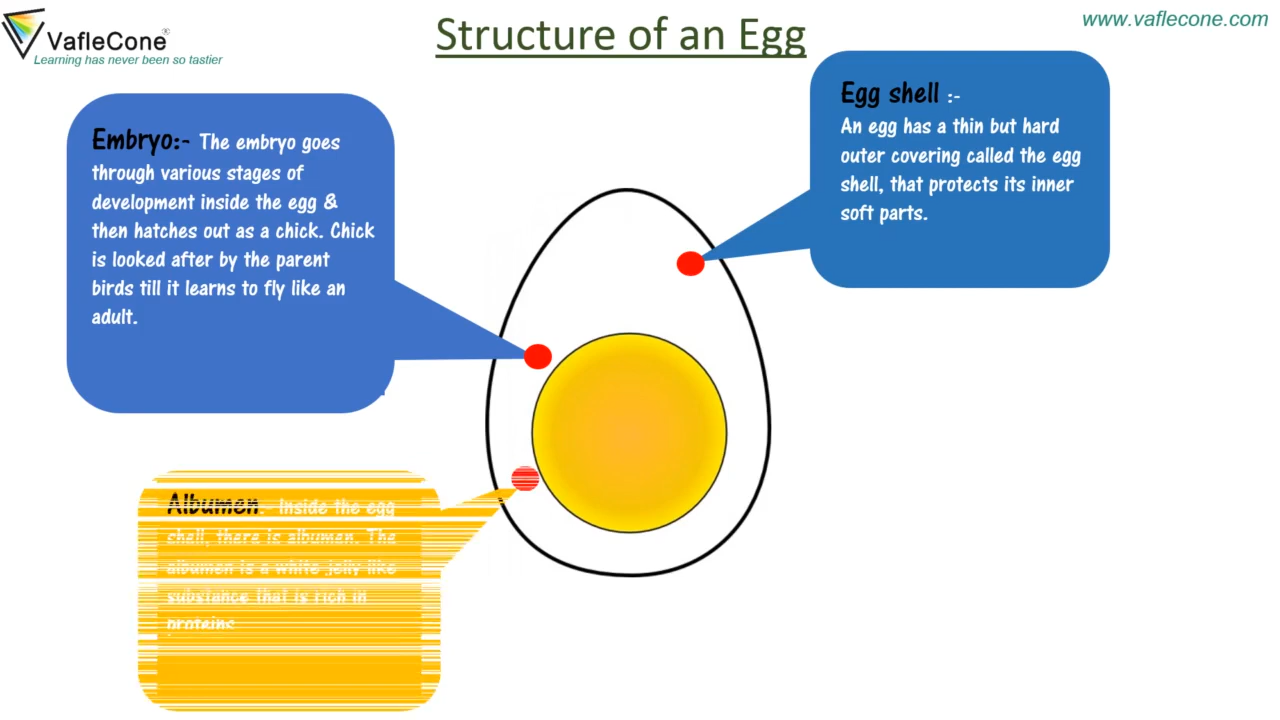 VafleCone®
Learning has never been so tastier
Structure of an Egg
www.vaflecone.com
Embryo:- The embryo goes
through various stages of
development inside the egg &
then hatches out as a chick. Chick
is looked after by the parent
birds till it learns to fly like an
adult.
Egg shell :-
An egg has a thin but hard
outer covering called the egg
shell, that protects its inner
soft parts.
Albumen:- Inside the egg
shell, there is albumen. The
albumen is a white jelly like
substance that is rich in
proteins